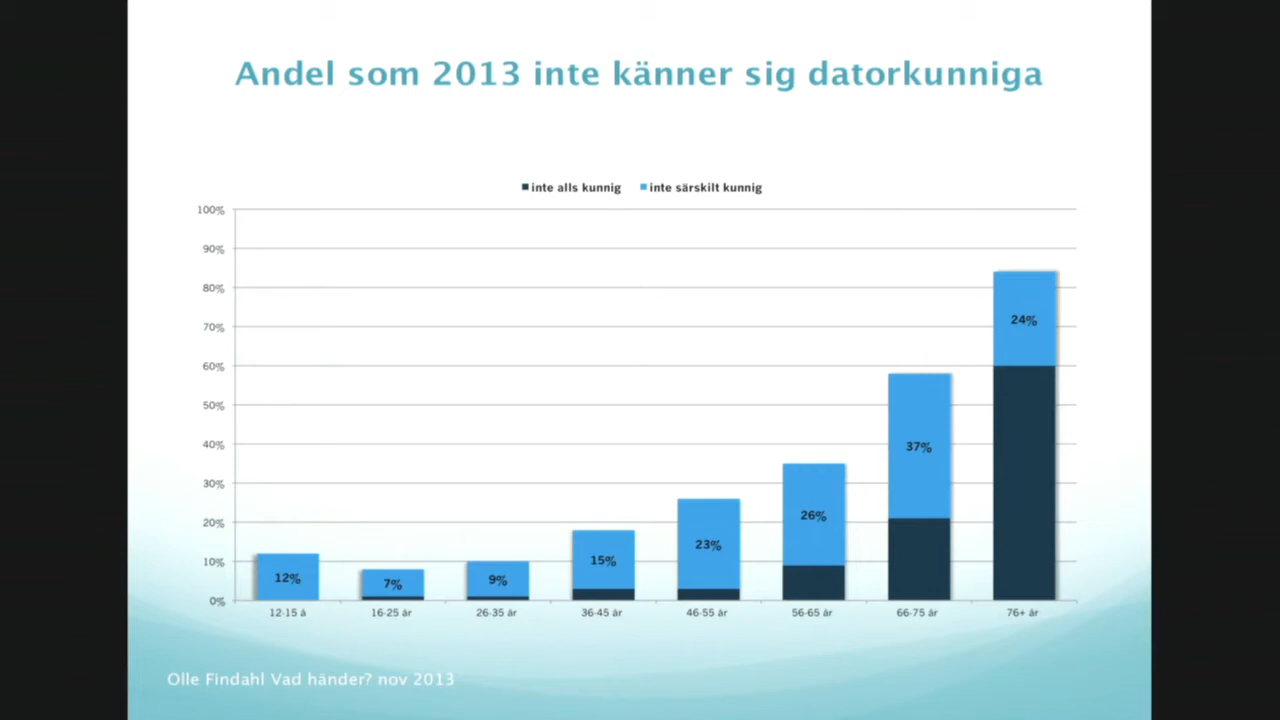 Andel som 2013 inte känner sig datorkunniga
inte alls kunnig inte särskilt kunnig
100%
90%
80%
70%
60%
50%
40%
30%
20%
10%
0%
12% 7% 9% 15% 23% 26% 37% 24%
12-15 å 16-25 år 26-35 år 36-45 år 46-55 år 56-65 år 66-75 år 76+ år
Olle Findahl Vad händer? nov 2013